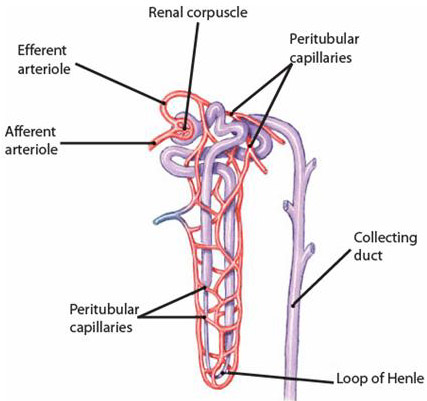 Renal corpuscle
Efferent
arteriole
Peritubular
capillaries
Afferent
arteriole
Collecting
duct
Peritubular
capillaries
Loop of Henle